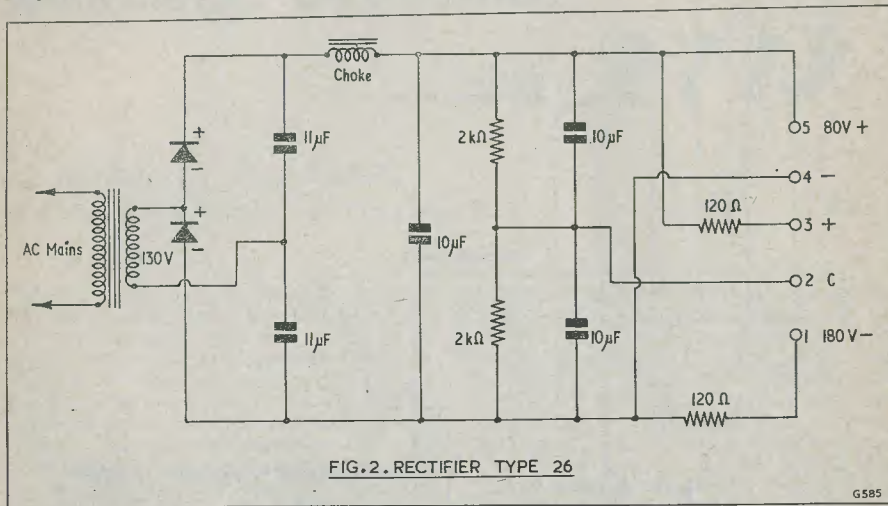 Choke
+
11μF
2kΩ
10μF
5 80V +
-
4 -
+
120 Ω
3 +
AC Mains
130V
-
10μF
2 C
11μF
2kΩ
10μF
1 180V-
120 Ω
FIG.2. RECTIFIER TYPE 26
G585